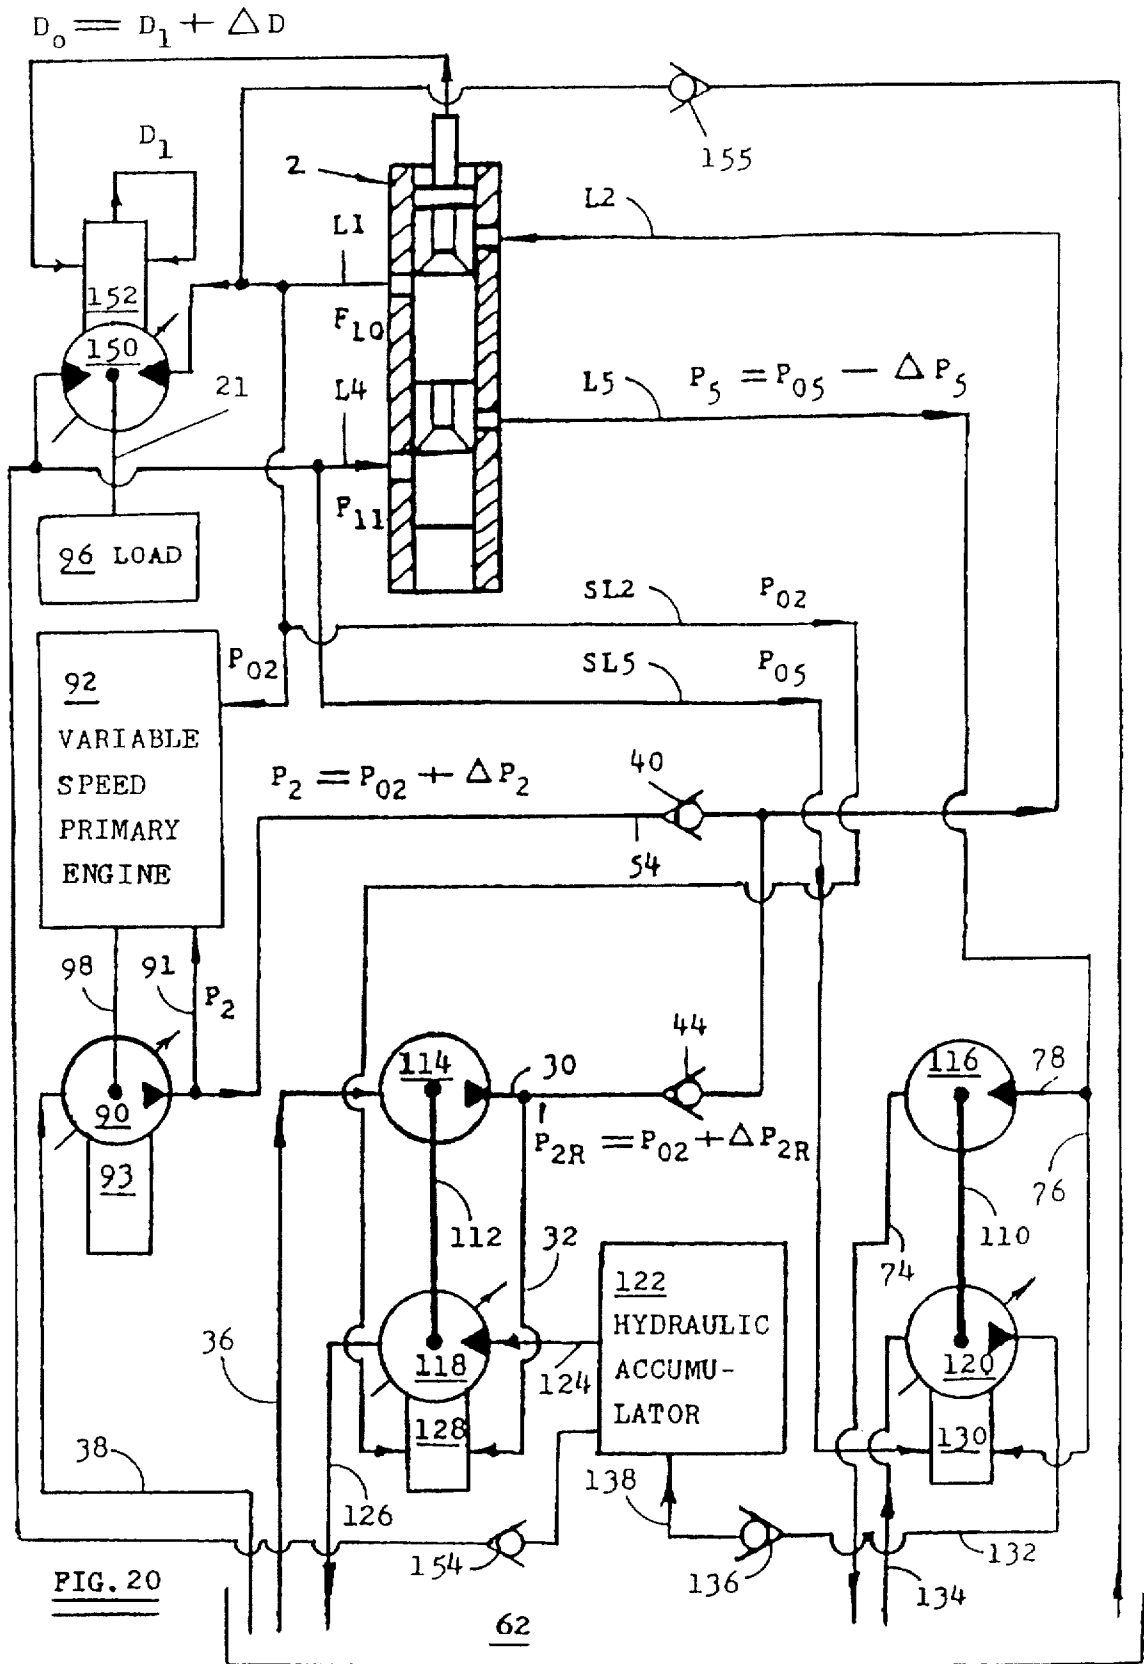 D₀ = D₁ + ΔD
D₁
155
2
L2
L1
152
F₁₀
150
21
L5
P₅ = P₀₅ − ΔP₅
L4
F₁₁
96 LOAD
SL2
P₀₂
P₀₂
SL5
P₀₅
92
VARIABLE
SPEED
PRIMARY
ENGINE
P₂ = P₀₂ + ΔP₂
40
54
98
91
P₂
44
114
30
116
78
90
P₂R = P₀₂ + ΔP₂R
93
76
112
32
110
74
122
HYDRAULIC
ACCUMU-
LATOR
36
118
124
120
128
130
38
126
138
154
136
132
134
FIG. 20
62